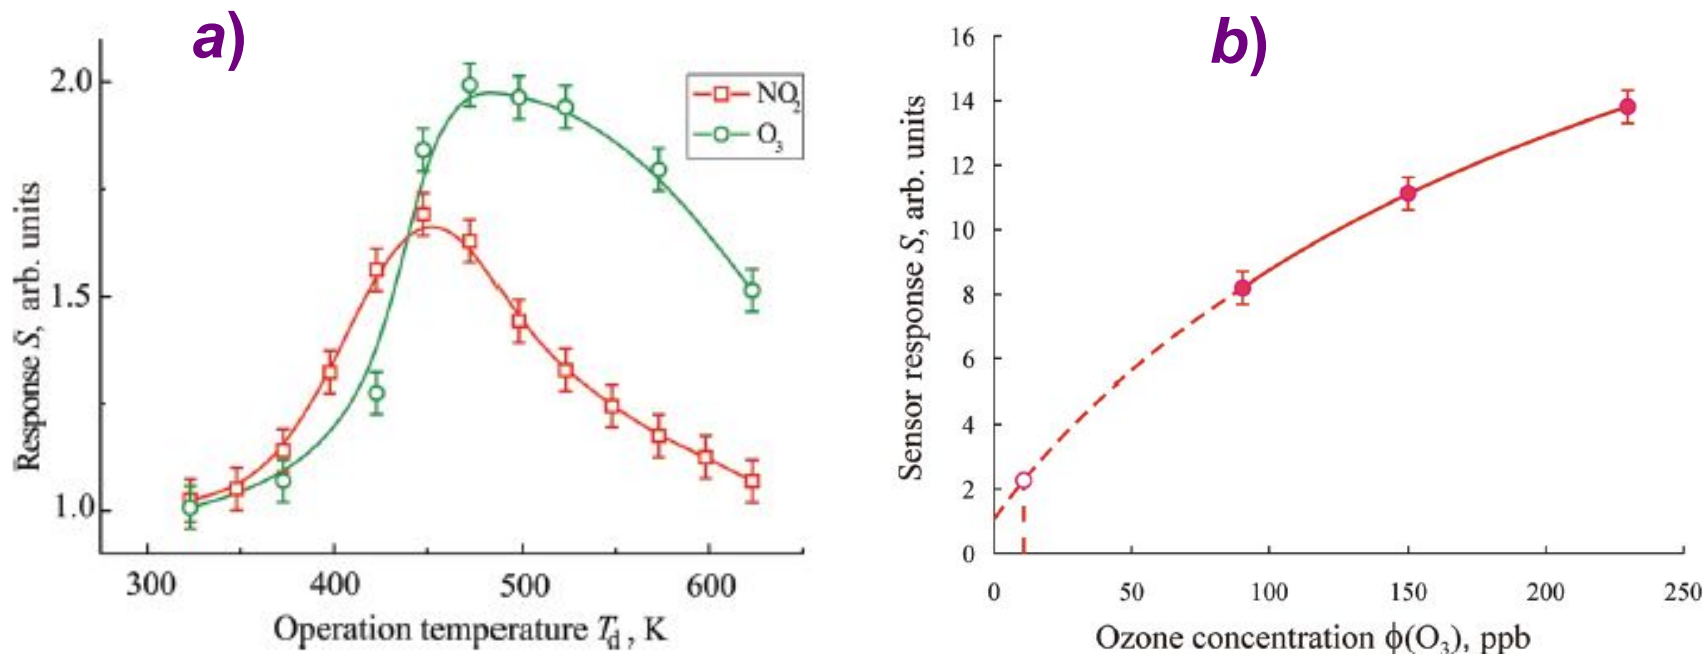 a)
2.0
1.5
1.0
300
400
500
600
Response S, arb. units
Operation temperature Td, K
NO2
O3
b)
16
14
12
10
8
6
4
2
0
0
50
100
150
200
250
Sensor response S, arb. units
Ozone concentration ϕ(O3), ppb